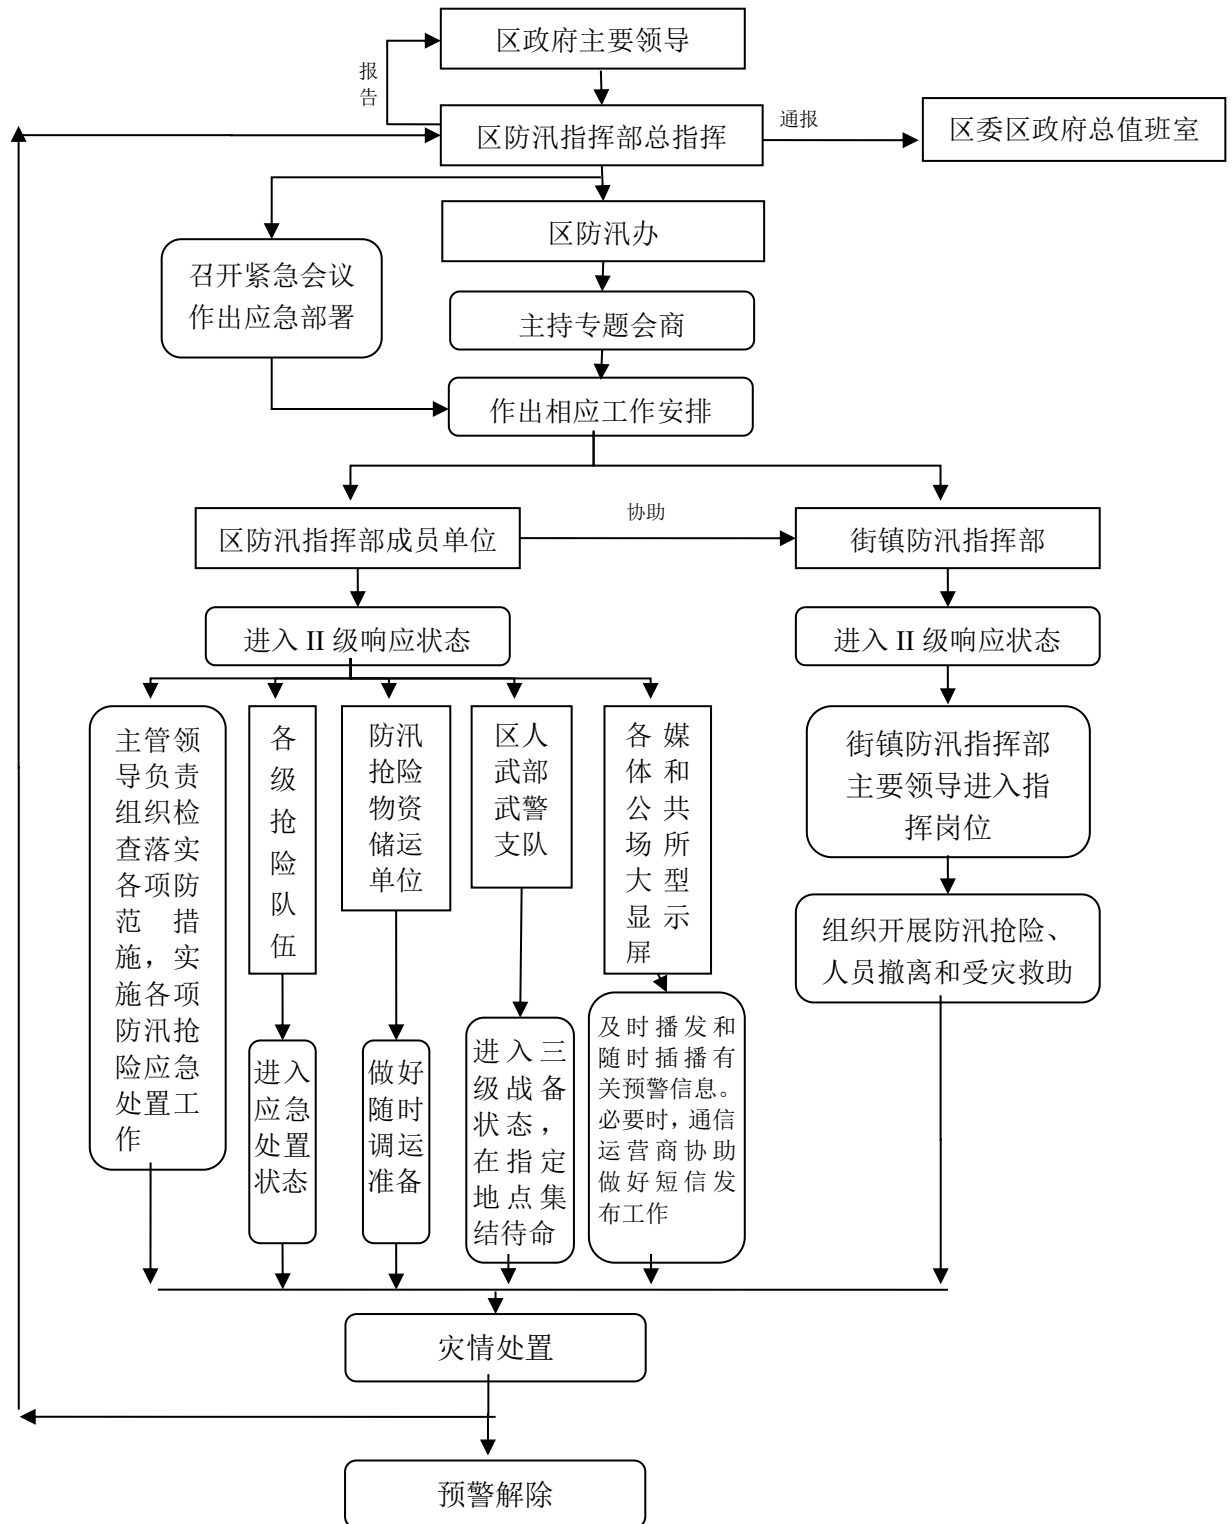 区政府主要领导
报
告
区防汛指挥部总指挥
通报
区委区政府总值班室
区防汛办
召开紧急会议
作出应急部署
主持专题会商
作出相应工作安排
区防汛指挥部成员单位
协助
街镇防汛指挥部
进入 II 级响应状态
进入 II 级响应状态
主管领
导负责
组织检
查落实
各项防
范措
施，实
施各项
防汛抢
险应急
处置工
作
各
级
抢
险
队
伍
防汛
抢险
物资
储运
单位
区人
武部
武警
支队
各媒
体和
公共
场所
大型
显示
屏
街镇防汛指挥部
主要领导进入指
挥岗位
组织开展防汛抢险、
人员撤离和受灾救助
进入
应急
处置
状态
做好
随时
调运
准备
进入三
级战备
状态，
在指定
地点集
结待命
及时播发和
随时插播有
关预警信息。
必要时，通信
运营商协助
做好短信发
布工作
灾情处置
预警解除